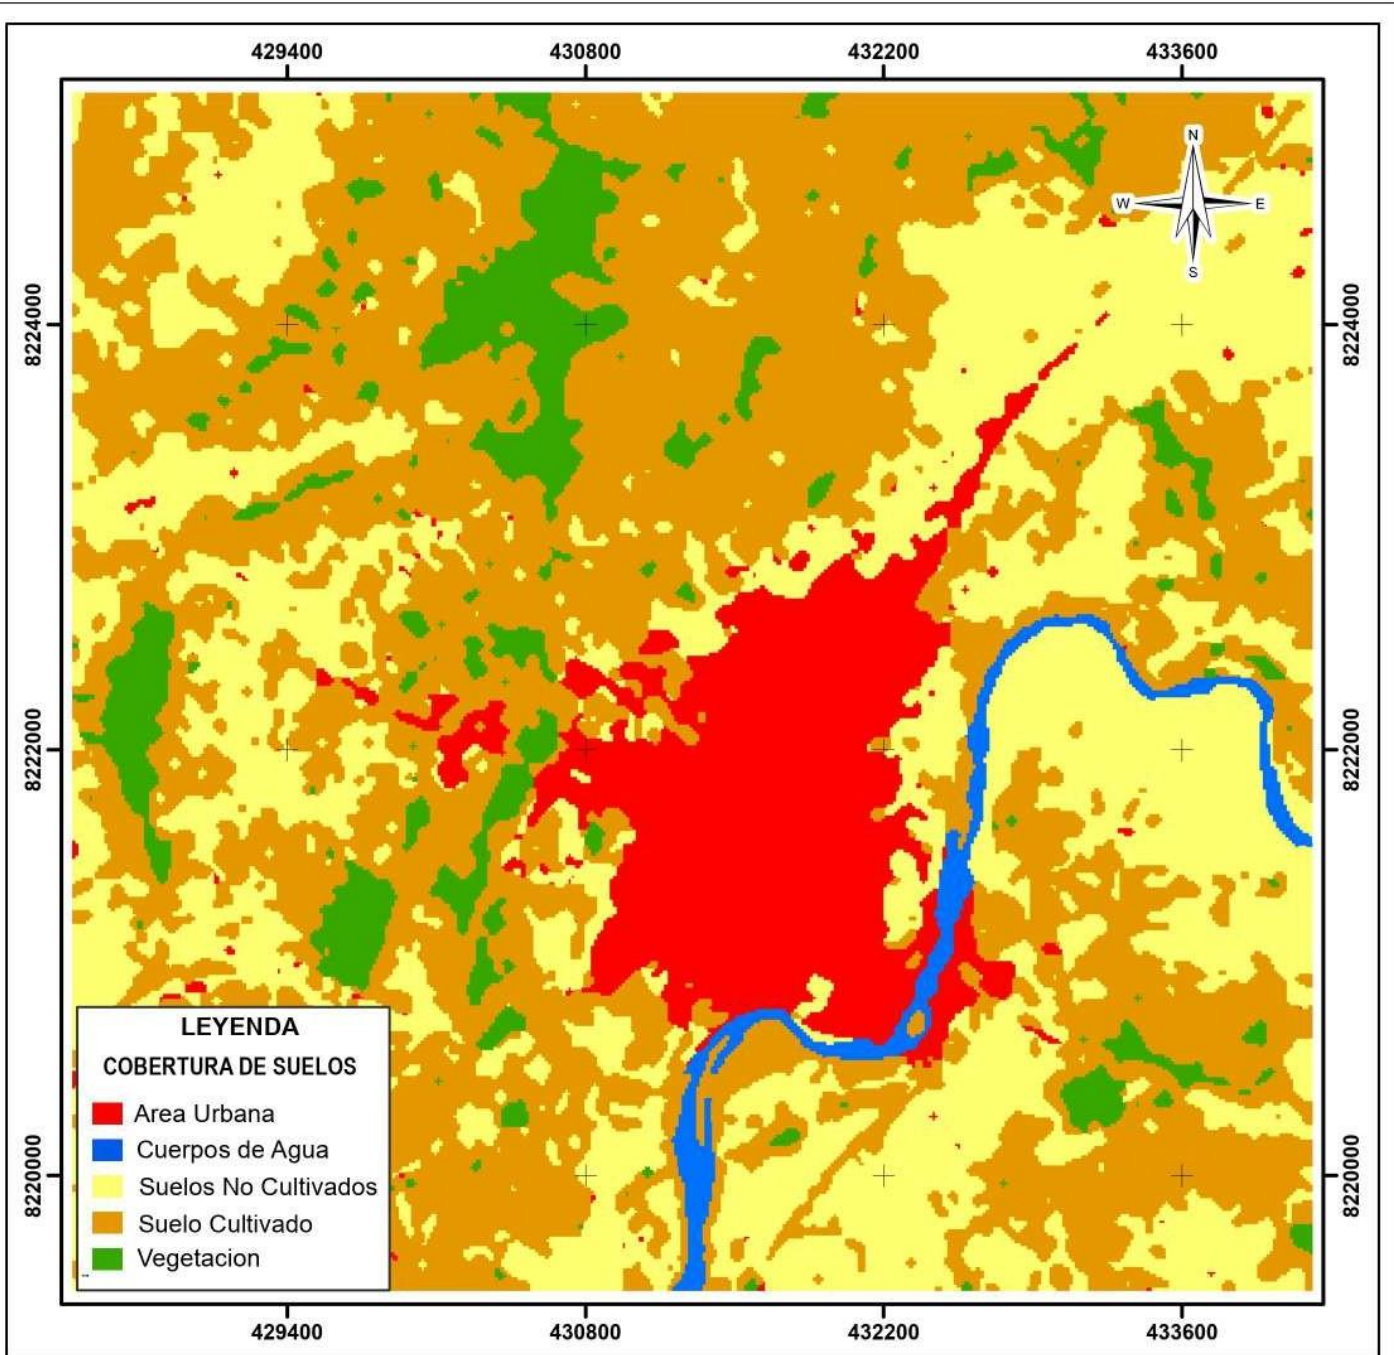 429400 430800 432200 433600
N
W E
S
8224000 8224000
8222000 8222000
LEYENDA
COBERTURA DE SUELOS
Area Urbana
Cuerpos de Agua
Suelos No Cultivados
Suelo Cultivado
Vegetacion
8220000 8220000
429400 430800 432200 433600